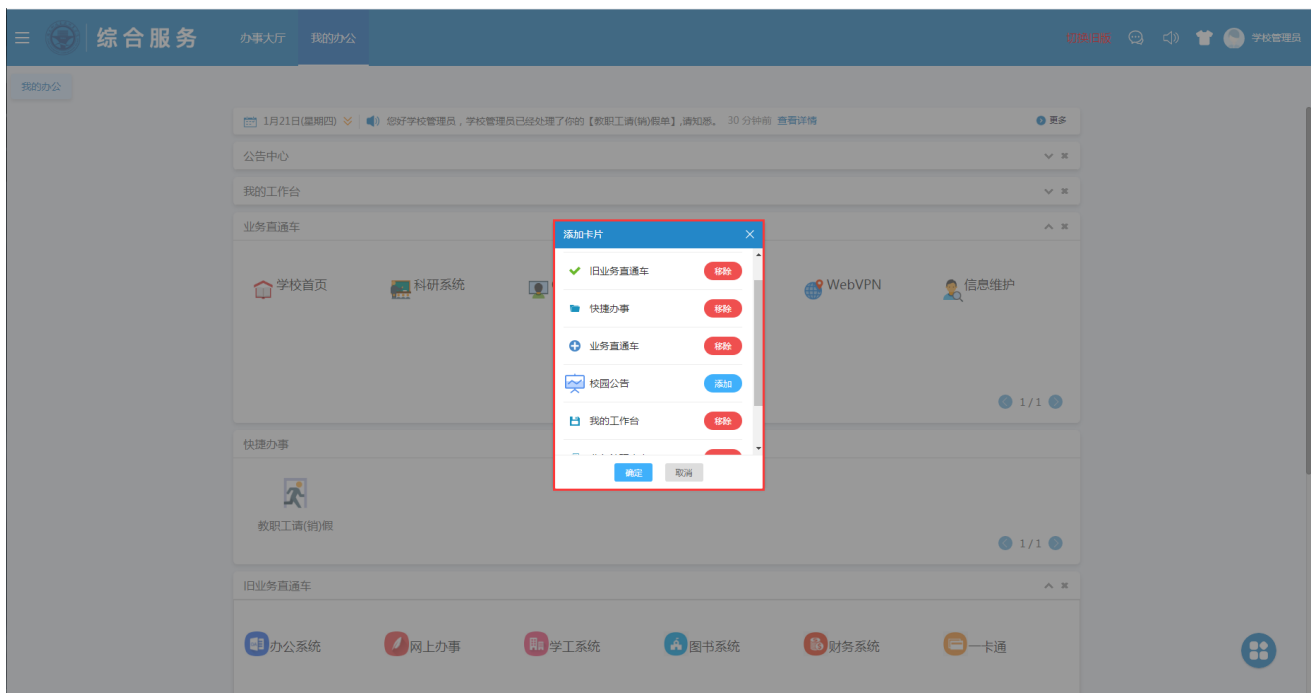 综合服务 办事大厅 我的办公 切换旧版 学校管理员
我的办公
1月21日(星期四) 您好学校管理员，学校管理员已经处理了你的【教职工请(销)假单】,请知悉。 30 分钟前 查看详情 更多
公告中心
我的工作台
业务直通车
学校首页 科研系统 WebVPN 信息维护
1/1
快捷办事
教职工请(销)假
1/1
旧业务直通车
办公系统 网上办事 学工系统 图书系统 财务系统 一卡通
添加卡片
旧业务直通车 移除
快捷办事 移除
业务直通车 移除
校园公告 添加
我的工作台 移除
确定 取消